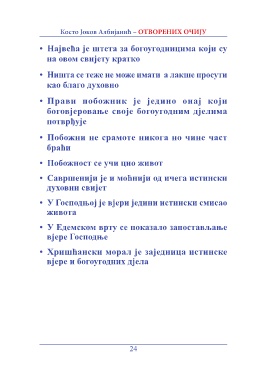 Косто Јовов Албијанић – ОТВОРЕНИХ ОЧИЈУ
• Највећа је штета за богоугодницима који су
на овом свијету кратко
• Ништа се теже не може имати а лакше просути
као благо духовно
• Прави побожник је једино онај који
боговјеровање своје богоугодним дјелима
потврђује
• Побожни не срамоте никога но чине част
браћи
• Побожност се учи цио живот
• Савршенији је и моћнији од ичега истински
духовни свијет
• У Господњој је вјери једини истински смисао
живота
• У Едемском врту се показало запостављање
вјере Господње
• Хришћански морал је заједница истинске
вјере и богоугодних дјела
24